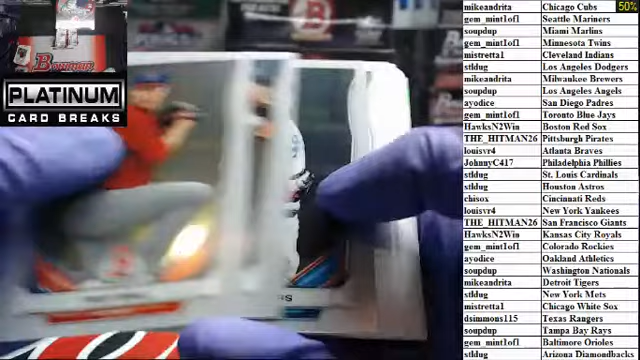 mikeandrita Chicago Cubs 50%
gem_mint1of1 Seattle Mariners
soupdup Miami Marlins
gem_mint1of1 Minnesota Twins
mistretta1 Cleveland Indians
stldug Los Angeles Dodgers
mikeandrita Milwaukee Brewers
soupdup Los Angeles Angels
ayodice San Diego Padres
gem_mint1of1 Toronto Blue Jays
HawksN2Win Boston Red Sox
THE_HITMAN26 Pittsburgh Pirates
louisvr4 Atlanta Braves
JohnnyC417 Philadelphia Phillies
stldug St. Louis Cardinals
stldug Houston Astros
chisox Cincinnati Reds
louisvr4 New York Yankees
THE_HITMAN26 San Francisco Giants
HawksN2Win Kansas City Royals
gem_mint1of1 Colorado Rockies
ayodice Oakland Athletics
soupdup Washington Nationals
mikeandrita Detroit Tigers
stldug New York Mets
mistretta1 Chicago White Sox
dsimmons115 Texas Rangers
soupdup Tampa Bay Rays
gem_mint1of1 Baltimore Orioles
stldug Arizona Diamondbacks
Bowman
PLATINUM
CARD BREAKS